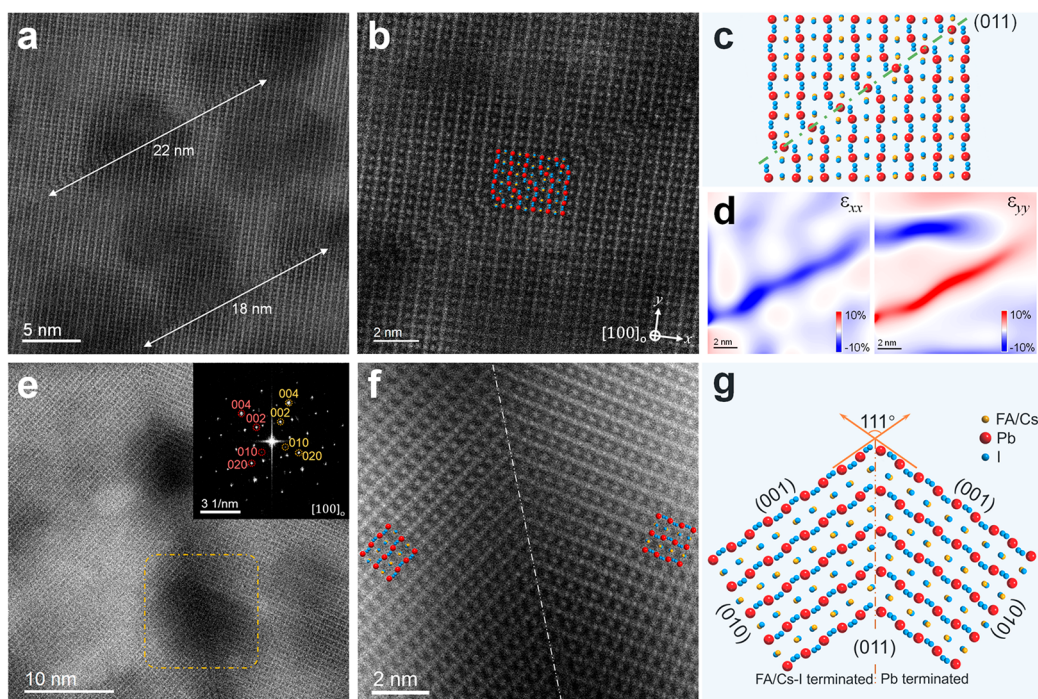 a
22 nm
18 nm
5 nm
b
[100]o
y
x
2 nm
c
(011)
d
εxx
εyy
10%
-10%
2 nm
10%
-10%
2 nm
e
004
002
010
020
004
002
010
020
3 1/nm
[100]o
10 nm
f
2 nm
g
111°
FA/Cs
Pb
I
(001)
(001)
(010)
(010)
(011)
FA/Cs-I terminated
Pb terminated